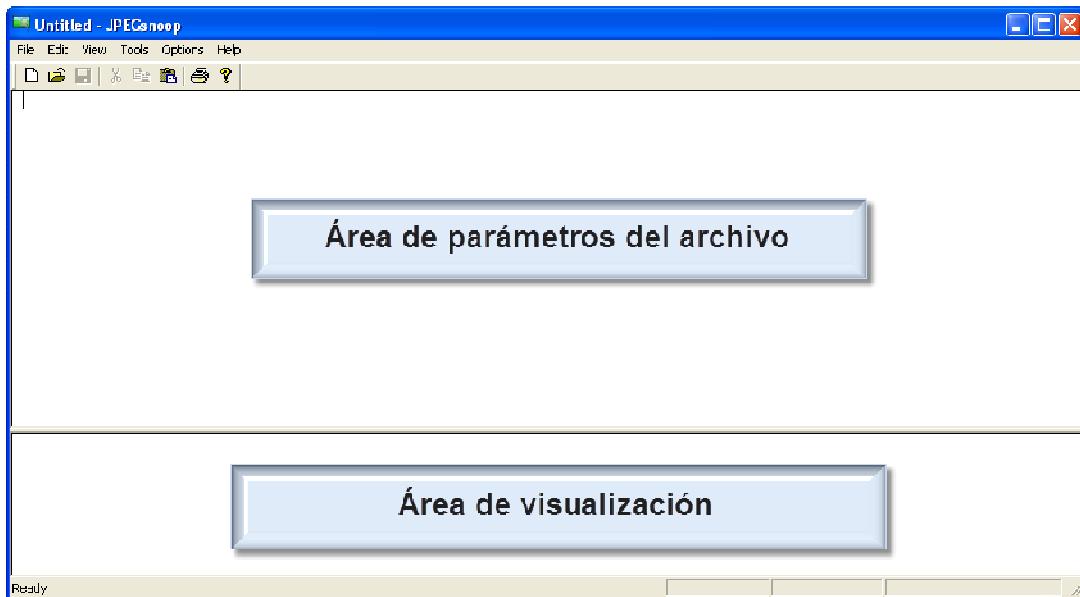 Untitled - JPEGsnoop
File Edit View Tools Options Help
Área de parámetros del archivo
Área de visualización
Ready